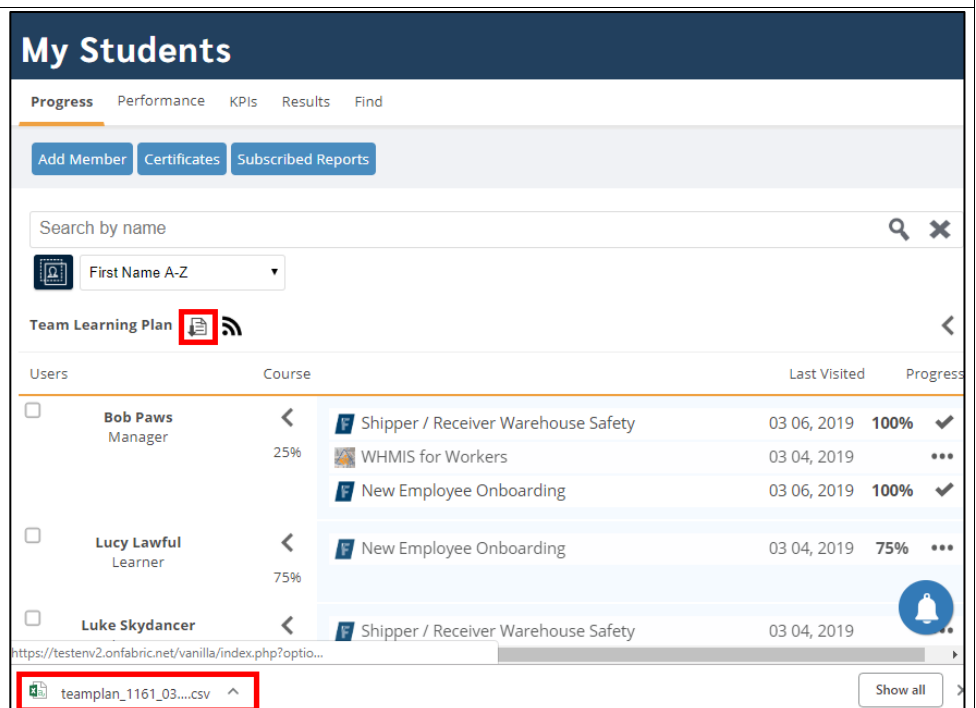 My Students
Progress Performance KPIs Results Find
Add Member Certificates Subscribed Reports
Search by name
First Name A-Z
Team Learning Plan
Users Course Last Visited Progress
Bob Paws
Manager
25%
Shipper / Receiver Warehouse Safety 03 06, 2019 100%
WHMIS for Workers 03 04, 2019
New Employee Onboarding 03 06, 2019 100%
Lucy Lawful
Learner
75%
New Employee Onboarding 03 04, 2019 75%
Luke Skydancer
Shipper / Receiver Warehouse Safety 03 04, 2019
https://testenv2.onfabric.net/vanilla/index.php?optio...
teamplan_1161_03....csv Show all